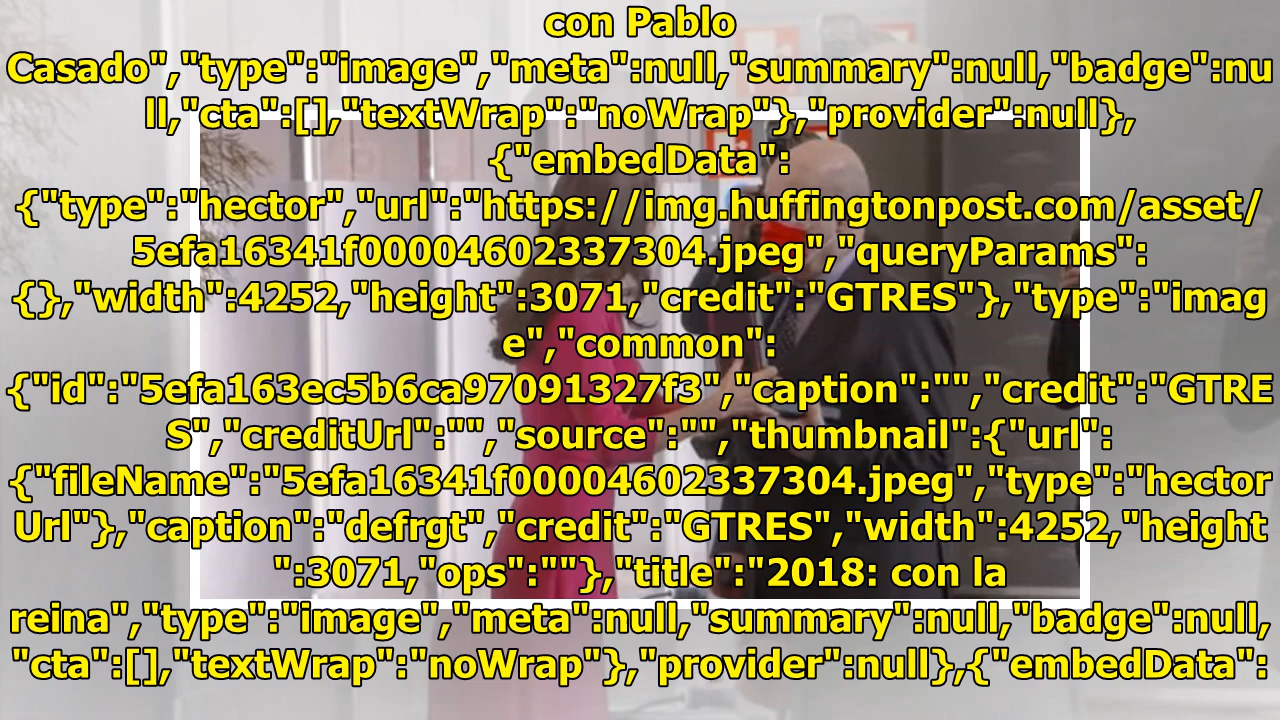 con Pablo
Casado","type":"image","meta":null,"summary":null,"badge":nu
ll,"cta":[],"textWrap":"noWrap"},"provider":null},
{"embedData":
{"type":"hector","url":"https://img.huffingtonpost.com/asset/
5efa16341f00004602337304.jpeg","queryParams":
{},"width":4252,"height":3071,"credit":"GTRES"},"type":"imag
e","common":
{"id":"5efa163ec5b6ca97091327f3","caption":"","credit":"GTRE
S","creditUrl":"","source":"","thumbnail":{"url":
{"fileName":"5efa16341f00004602337304.jpeg","type":"hector
Url"},"caption":"defrgt","credit":"GTRES","width":4252,"height
":3071,"ops":""},"title":"2018: con la
reina","type":"image","meta":null,"summary":null,"badge":null,
"cta":[],"textWrap":"noWrap"},"provider":null},{"embedData":